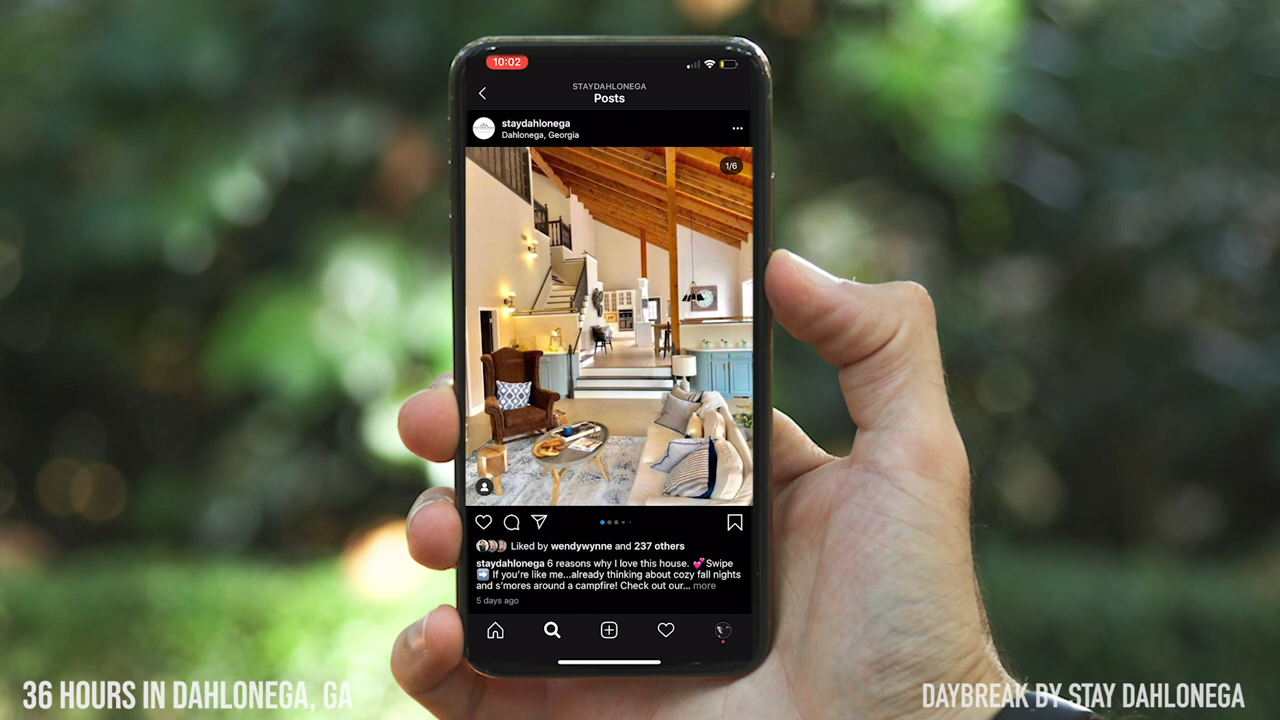 10:02
STAYDAHLONEGA
Posts
staydahlonega
Dahlonega, Georgia
1/6
Liked by wendywynne and 237 others
staydahlonega 6 reasons why I love this house. 💕Swipe
➡️ If you're like me...already thinking about cozy fall nights
and s'mores around a campfire! Check out our... more
5 days ago
36 HOURS IN DAHLONEGA, GA
DAYBREAK BY STAY DAHLONEGA